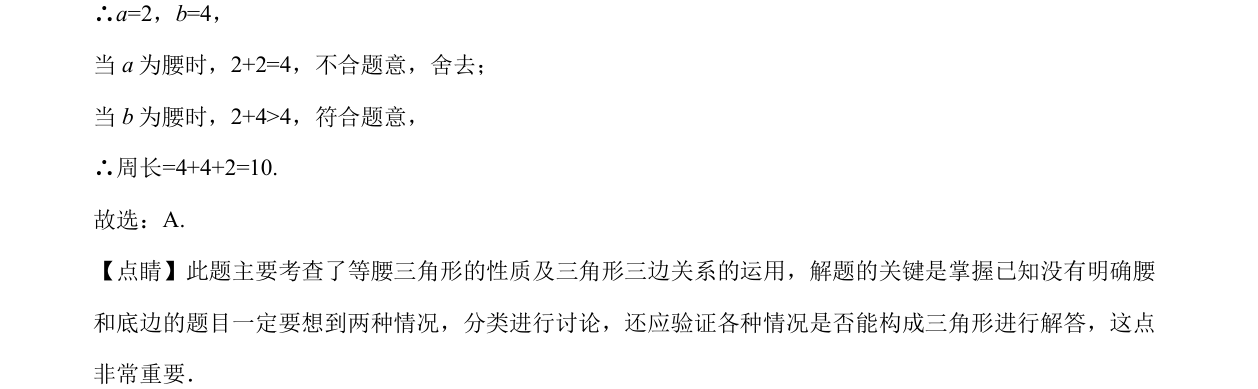 ∴a=2，b=4，
当 a 为腰时，2+2=4，不合题意，舍去；
当 b 为腰时，2+4>4，符合题意，
∴周长=4+4+2=10.
故选：A.
【点睛】此题主要考查了等腰三角形的性质及三角形三边关系的运用，解题的关键是掌握已知没有明确腰
和底边的题目一定要想到两种情况，分类进行讨论，还应验证各种情况是否能构成三角形进行解答，这点
非常重要．